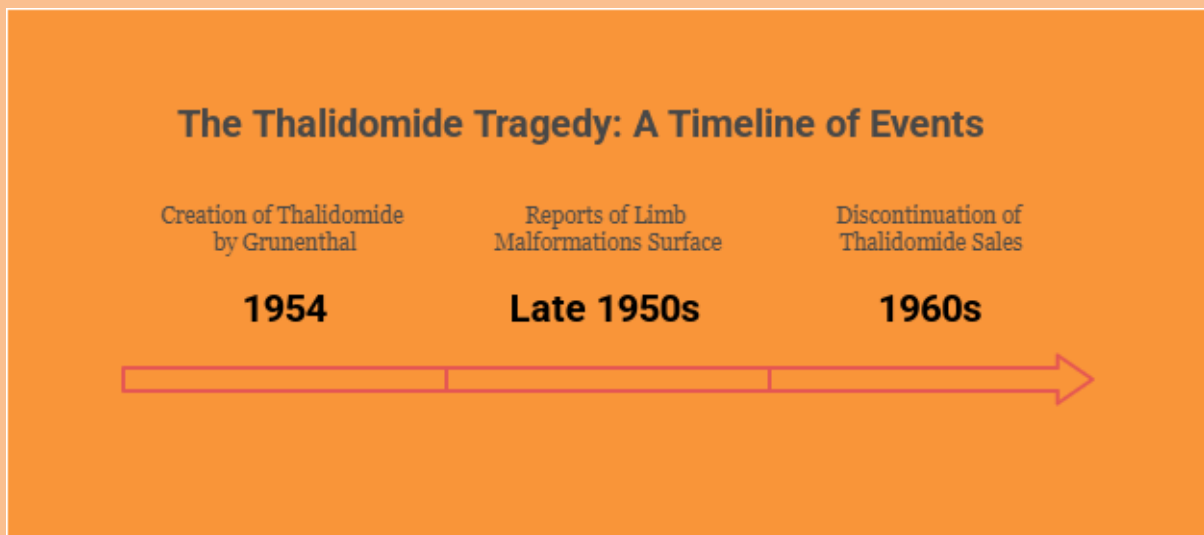 The Thalidomide Tragedy: A Timeline of Events
Creation of Thalidomide
by Grunenthal
1954
Reports of Limb
Malformations Surface
Late 1950s
Discontinuation of
Thalidomide Sales
1960s